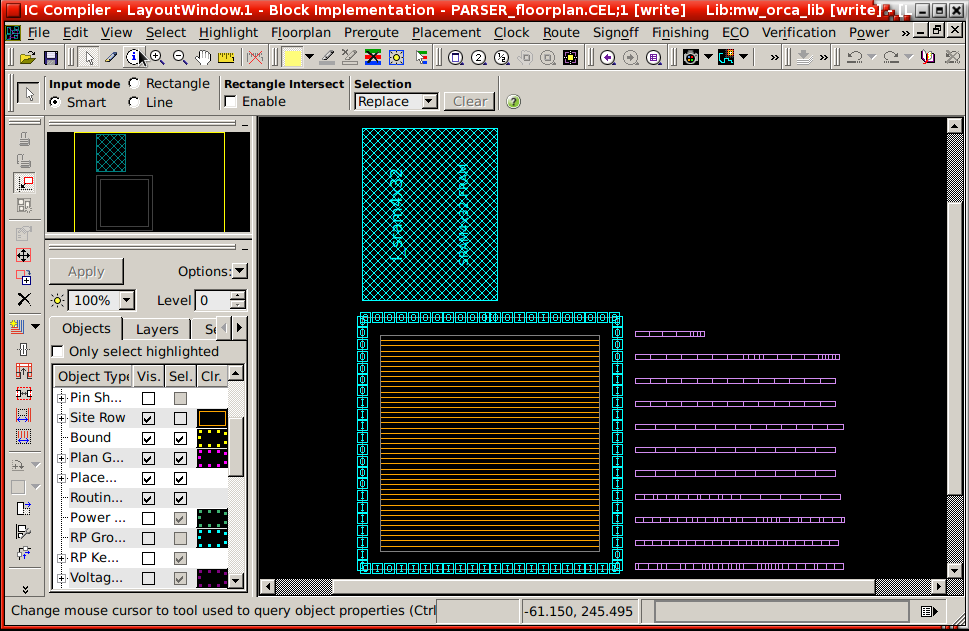 IC Compiler - LayoutWindow.1 - Block Implementation - PARSER_floorplan.CEL;1 [write]    Lib:mw_orca_lib [write]
File Edit View Select Highlight Floorplan Preroute Placement Clock Route Signoff Finishing ECO Verification Power »
Input mode
Rectangle
Smart
Line
Rectangle Intersect
Enable
Selection
Replace
Clear
Apply
Options:
100%
Level 0
Objects Layers Se
Only select highlighted
Object Type Vis. Sel. Clr.
Pin Sh...
Site Row
Bound
Plan G...
Place...
Routin...
Power ...
RP Gro...
RP Ke...
Voltag...
I_sram4x32
Change mouse cursor to tool used to query object properties (Ctrl
-61.150, 245.495